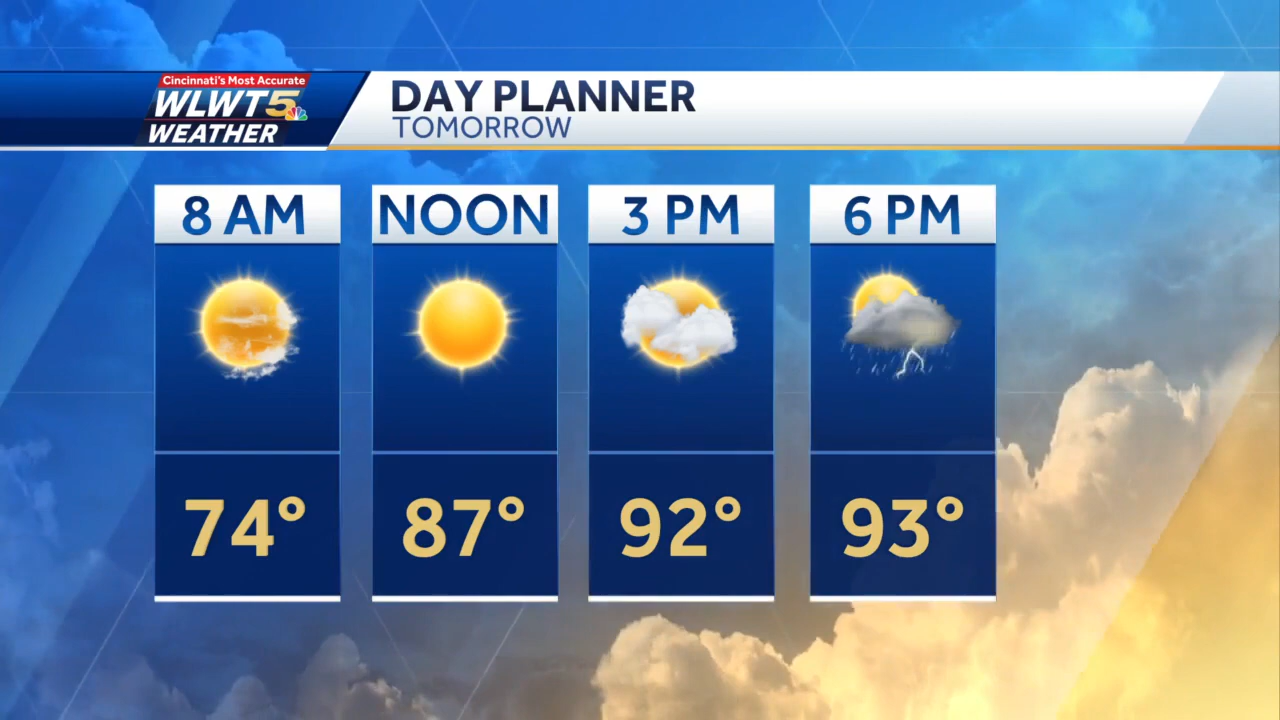 Cincinnati's Most Accurate
WLWT5
WEATHER
DAY PLANNER
TOMORROW
8 AM
NOON
3 PM
6 PM
74°
87°
92°
93°